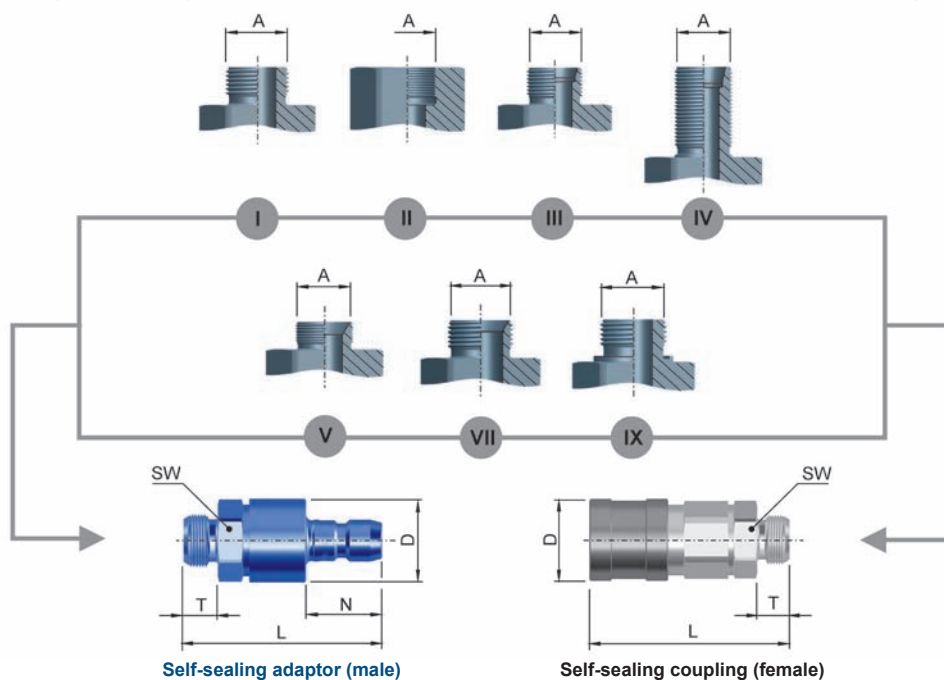 A A A A
I II III IV
A A A
V VII IX
SW SW
D D
T N T
L L
Self-sealing adaptor (male) Self-sealing coupling (female)